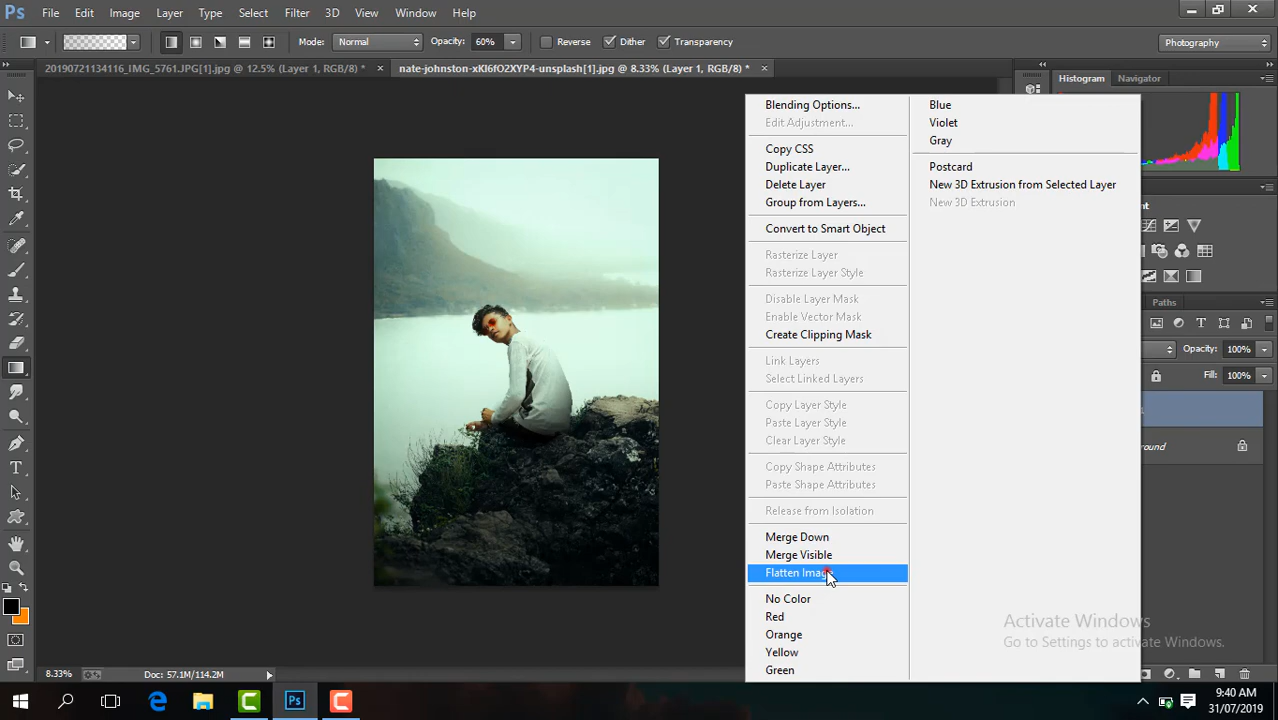 Ps File Edit Image Layer Type Select Filter 3D View Window Help
Mode: Normal Opacity: 60% Reverse Dither Transparency Photography
20190721134116_IMG_5761.JPG[1].jpg @ 12.5% (Layer 1, RGB/8) * nate-johnston-xKl6fO2XYP4-unsplash[1].jpg @ 8.33% (Layer 1, RGB/8) *
Histogram Navigator
Blending Options... Blue
Edit Adjustment... Violet
Copy CSS Gray
Duplicate Layer... Postcard
Delete Layer New 3D Extrusion from Selected Layer
Group from Layers... New 3D Extrusion
Convert to Smart Object
Rasterize Layer
Rasterize Layer Style
Disable Layer Mask
Paths
Enable Vector Mask
Create Clipping Mask
Opacity: 100%
Link Layers
Select Linked Layers Fill: 100%
Copy Layer Style
Paste Layer Style
Clear Layer Style
Copy Shape Attributes
Paste Shape Attributes
Release from Isolation
Merge Down
Merge Visible
Flatten Image
No Color
Red
Orange
Yellow
Green
Activate Windows
Go to Settings to activate Windows.
8.33% Doc: 57.1M/114.2M
Ps
9:40 AM
31/07/2019